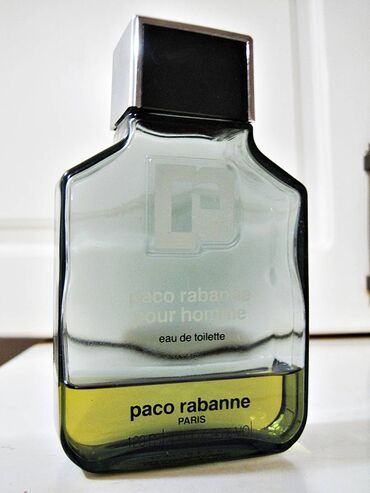 paco rabanne
pour homme
eau de toilette
paco rabanne
PARIS